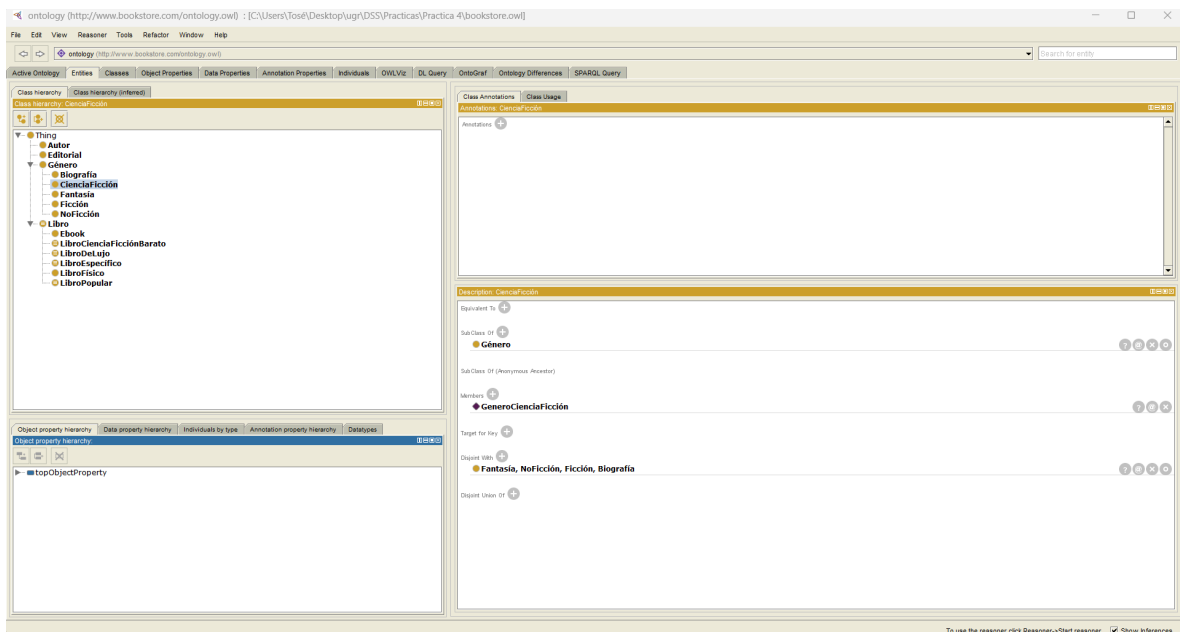 ontology (http://www.bookstore.com/ontology.owl) : [C:\Users\Tosé\Desktop\ugr\DSS\Practicas\Practica 4\bookstore.owl]
File Edit View Reasoner Tools Refactor Window Help
ontology (http://www.bookstore.com/ontology.owl)
Search for entity
Active Ontology Entities Classes Object Properties Data Properties Annotation Properties Individuals OWLViz DL Query OntoGraf Ontology Differences SPARQL Query
Class hierarchy Class hierarchy (inferred)
Class hierarchy: CienciaFicción
Thing
Autor
Editorial
Género
Biografía
CienciaFicción
Fantasía
Ficción
NoFicción
Libro
Ebook
LibroCienciaFicciónBarato
LibroDeLujo
LibroEspecífico
LibroFísico
LibroPopular
Object property hierarchy Data property hierarchy Individuals by type Annotation property hierarchy Datatypes
Object property hierarchy:
topObjectProperty
Class Annotations Class Usage
Annotations: CienciaFicción
Annotations
Description: CienciaFicción
Equivalent To
SubClass Of
Género
SubClass Of (Anonymous Ancestor)
Members
GeneroCienciaFicción
Target for Key
Disjoint With
Fantasía, NoFicción, Ficción, Biografía
Disjoint Union Of
To use the reasoner click Reasoner->Start reasoner Show Inferences